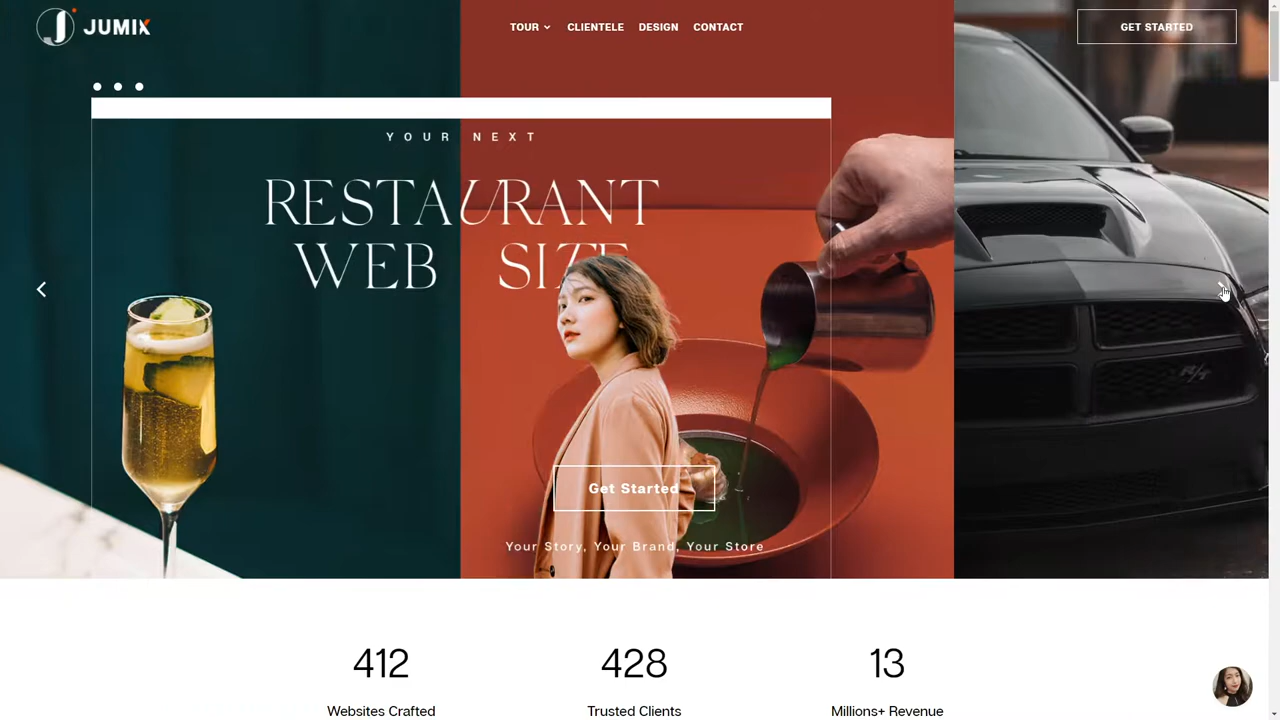 JUMIX
TOUR
CLIENTELE
DESIGN
CONTACT
GET STARTED
YOUR NEXT
RESTAURANT
WEB SIZE
R/T
Get Started
Your Story, Your Brand, Your Store
412
428
13
Websites Crafted
Trusted Clients
Millions+ Revenue